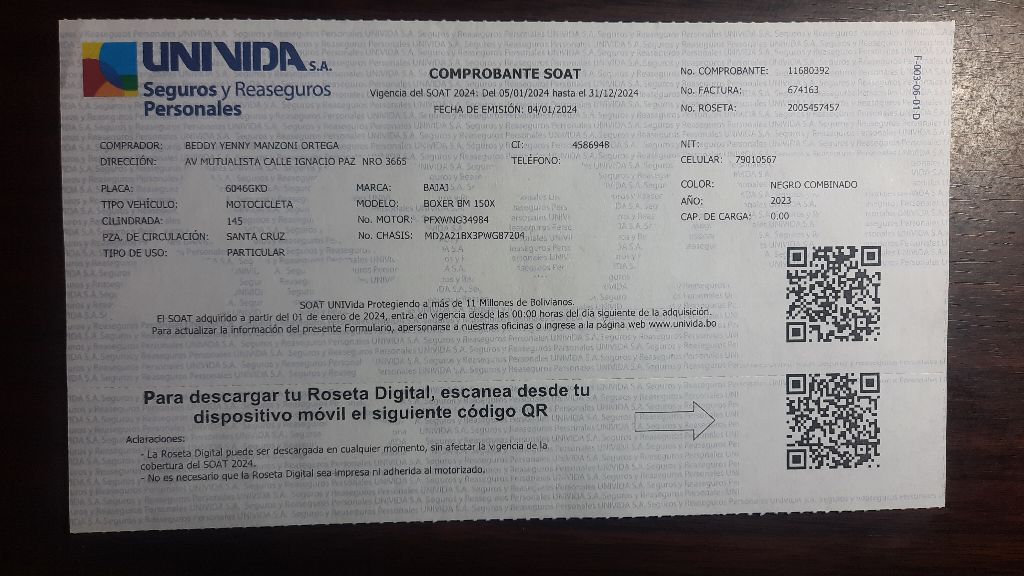 UNIVIDA S.A.
Seguros y Reaseguros
Personales
COMPROBANTE SOAT
Vigencia del SOAT 2024: Del 05/01/2024 hasta el 31/12/2024
FECHA DE EMISIÓN: 04/01/2024
No. COMPROBANTE: 11680392
No. FACTURA: 674163
No. ROSETA: 2005457457
F-003-06-01-D
COMPRADOR: BEDDY YENNY MANZONI ORTEGA CI: 4586948 NIT:
DIRECCIÓN: AV MUTUALISTA CALLE IGNACIO PAZ NRO 3665 TELÉFONO: CELULAR: 79010567
PLACA: 6046GKD MARCA: BAJAJ COLOR: NEGRO COMBINADO
TIPO VEHÍCULO: MOTOCICLETA MODELO: BOXER BM 150X AÑO: 2023
CILINDRADA: 145 No. MOTOR: PFXWNG34984 CAP. DE CARGA: 0.00
PZA. DE CIRCULACIÓN: SANTA CRUZ No. CHASIS: MD2A21BX3PWG87204
TIPO DE USO: PARTICULAR
SOAT UNIVida Protegiendo a más de 11 Millones de Bolivianos.
El SOAT adquirido a partir del 01 de enero de 2024, entra en vigencia desde las 00:00 horas del día siguiente de la adquisición.
Para actualizar la información del presente Formulario, apersonarse a nuestras oficinas o ingrese a la página web www.univida.bo
Para descargar tu Roseta Digital, escanea desde tu
dispositivo móvil el siguiente código QR
Aclaraciones:
- La Roseta Digital puede ser descargada en cualquier momento, sin afectar la vigencia de la
cobertura del SOAT 2024.
- No es necesario que la Roseta Digital sea impresa ni adherida al motorizado.